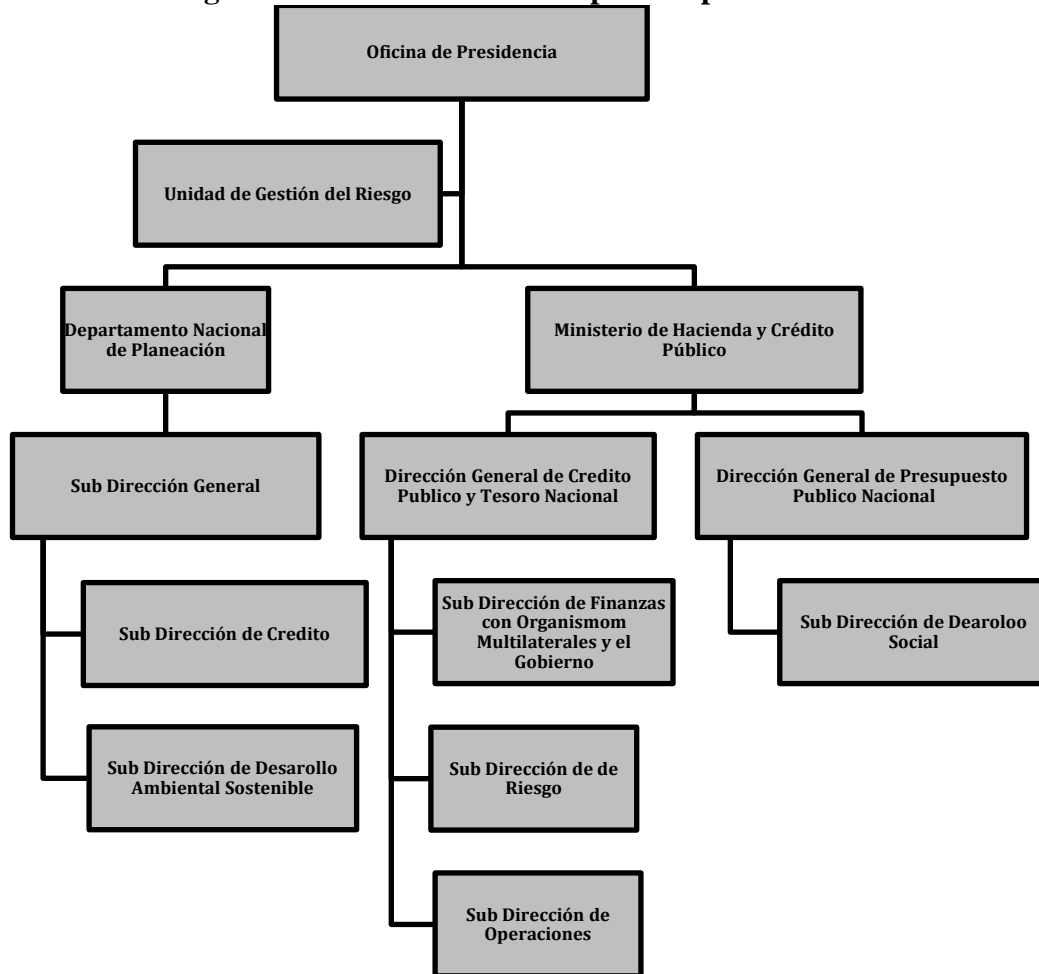 Oficina de Presidencia
Unidad de Gestión del Riesgo
Departamento Nacional
de Planeación
Ministerio de Hacienda y Crédito
Público
Sub Dirección General
Dirección General de Credito
Publico y Tesoro Nacional
Dirección General de Presupuesto
Publico Nacional
Sub Dirección de Credito
Sub Dirección de Finanzas
con Organismom
Multilaterales y el
Gobierno
Sub Dirección de Dearoloo
Social
Sub Dirección de Desarollo
Ambiental Sostenible
Sub Dirección de de
Riesgo
Sub Dirección de
Operaciones